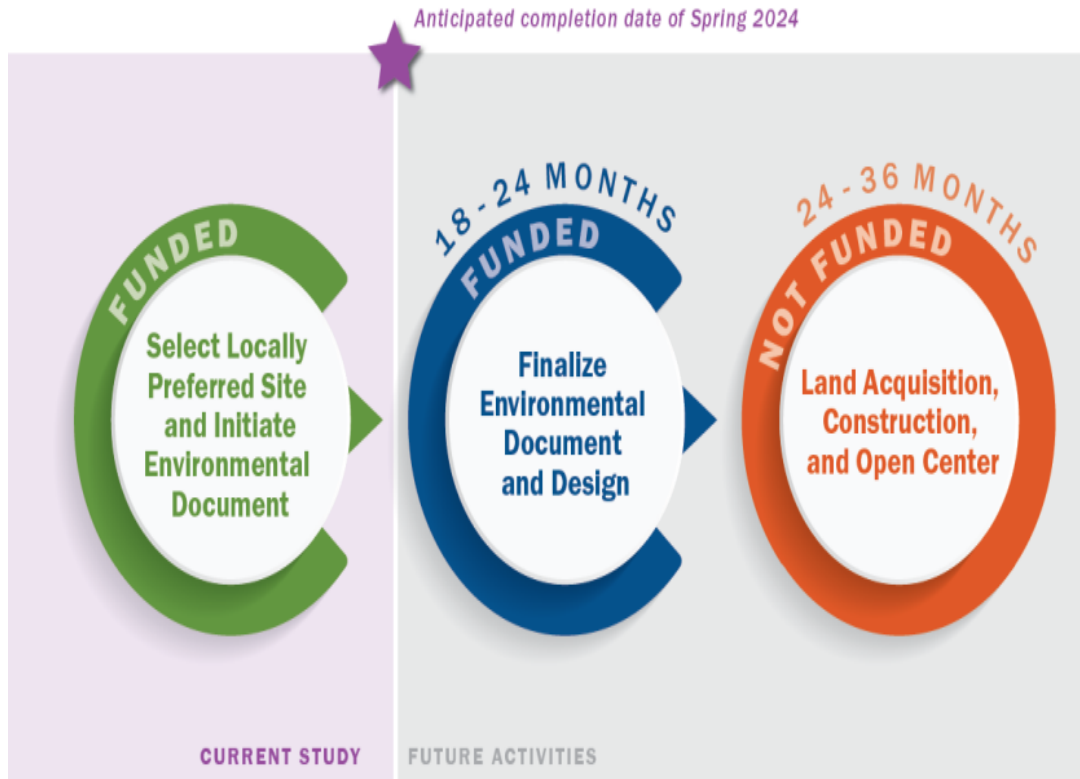 Anticipated completion date of Spring 2024
FUNDED
Select Locally
Preferred Site
and Initiate
Environmental
Document
18 - 24 MONTHS
FUNDED
Finalize
Environmental
Document
and Design
24 - 36 MONTHS
NOT FUNDED
Land Acquisition,
Construction,
and Open Center
CURRENT STUDY
FUTURE ACTIVITIES